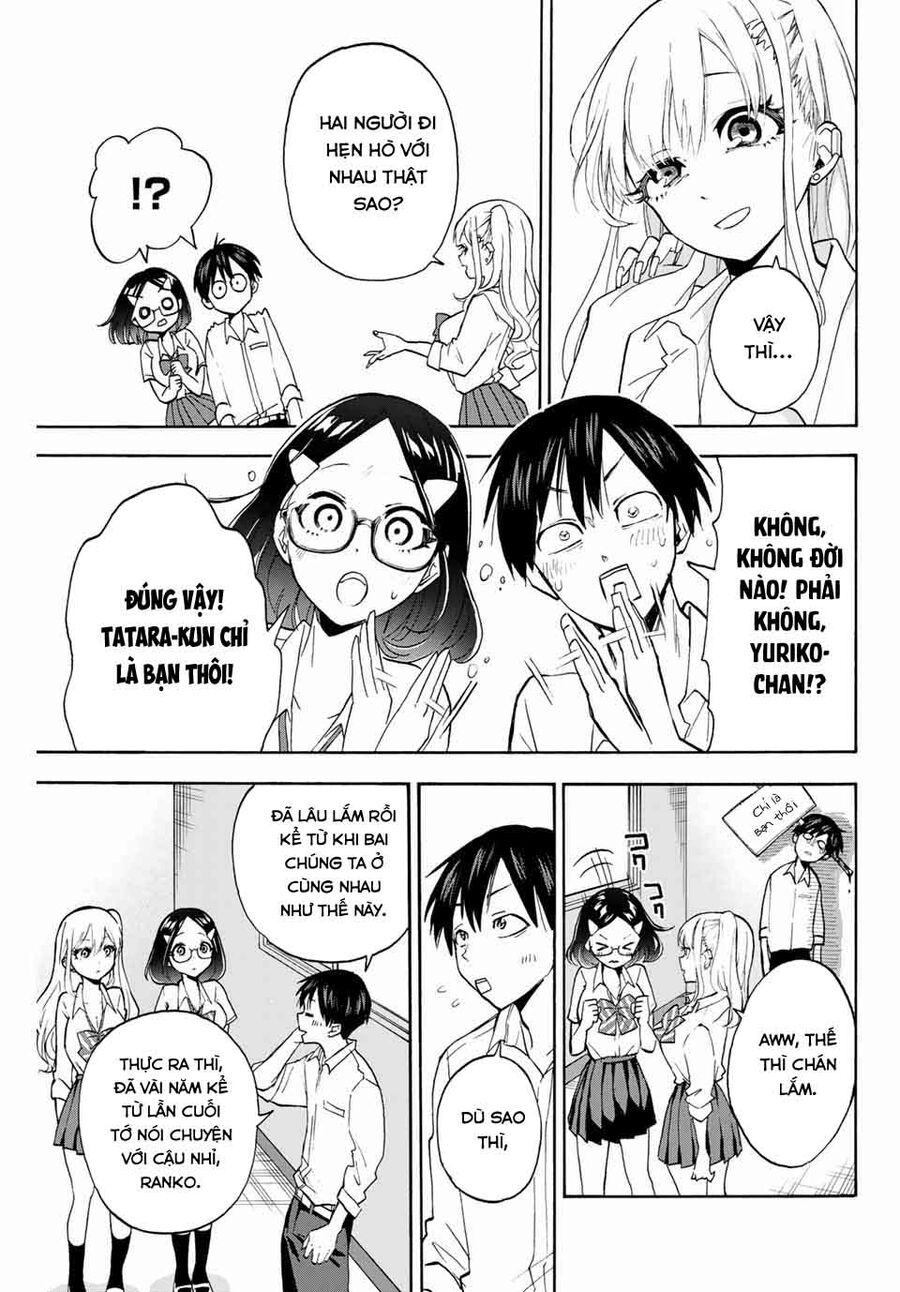 VẬY
THÌ...
HAI NGƯỜI ĐI
HẸN HÒ VỚI
NHAU THẬT
SAO?
!?
KHÔNG,
KHÔNG ĐỜI
NÀO! PHẢI
KHÔNG,
YURIKO-
CHAN!?
ĐÚNG VẬY!
TATARA-KUN CHỈ
LÀ BẠN THÔI!
Chỉ là
Bạn thôi
AWW, THẾ
THÌ CHÁN
LẮM.
DÙ SAO
THÌ,
ĐÃ LÂU LẮM RỒI
KỂ TỪ KHI BAI
CHÚNG TA Ở
CÙNG NHAU
NHƯ THẾ NÀY.
THỰC RA THÌ,
ĐÃ VÀI NĂM KỂ
TỪ LẦN CUỐI
TỚ NÓI CHUYỆN
VỚI CẬU NHỈ,
RANKO.